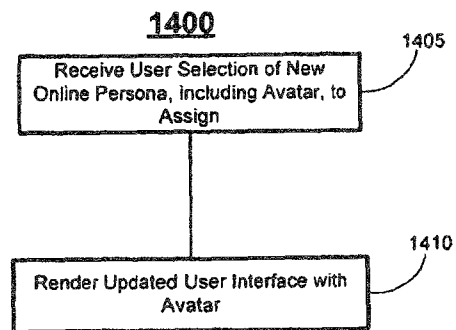 1400
1405
Receive User Selection of New
Online Persona, Including Avatar, to
Assign
1410
Render Updated User Interface with
Avatar